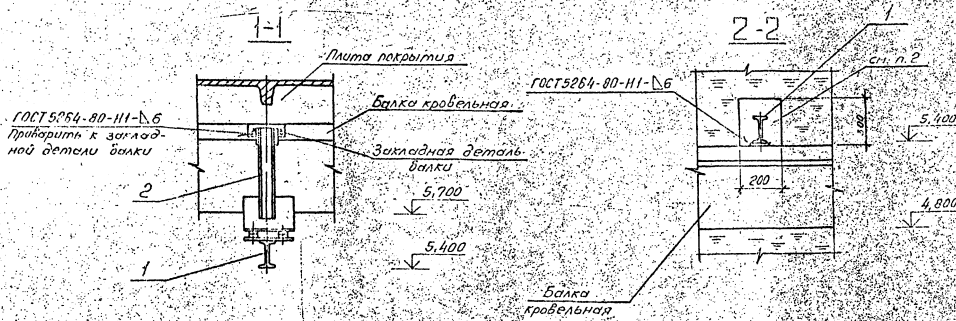 1-1
Плита покрытия
Балка кровельная
ГОСТ 5264-80-Н1-⊿6
Приварить к заклад-
ной детали балки
Закладная деталь
балки
2
5,700
5,400
1
2-2
1
см. п. 2
ГОСТ 5264-80-Н1-⊿6
300
5,400
200
4,800
Балка
кровельная